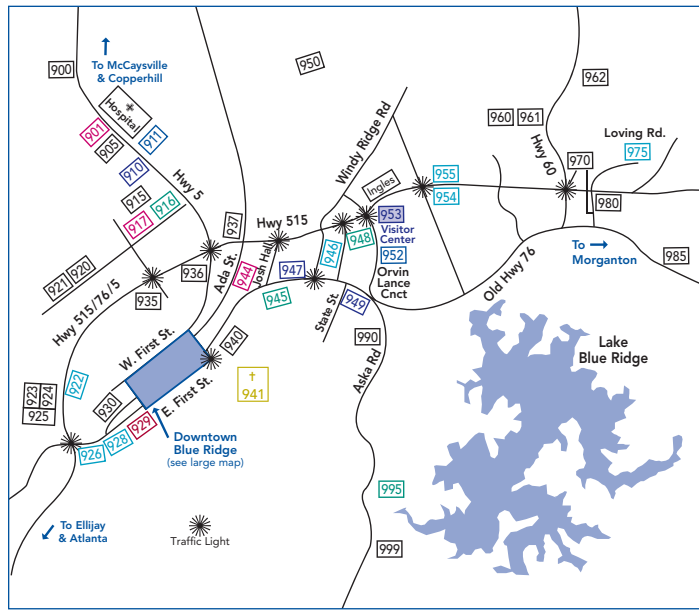 900
To McCaysville
& Copperhill
950
962
Hospital
901
911
905
910
960
961
Loving Rd.
975
Hwy 60
970
Windy Ridge Rd
Ingles
955
954
Hwy 5
915
916
917
980
937
Hwy 515
953
Visitor
Center
948
946
952
Orvin
Lance
Cnct
To
Morganton
985
921
920
936
Ada St.
944
Josh Hall
947
Old Hwy 76
935
Hwy 515/76/5
945
State St.
949
W. First St.
940
990
Aska Rd
Lake
Blue Ridge
922
923
924
925
930
E. First St.
941
929
928
926
Downtown
Blue Ridge
(see large map)
995
To Ellijay
& Atlanta
Traffic Light
999